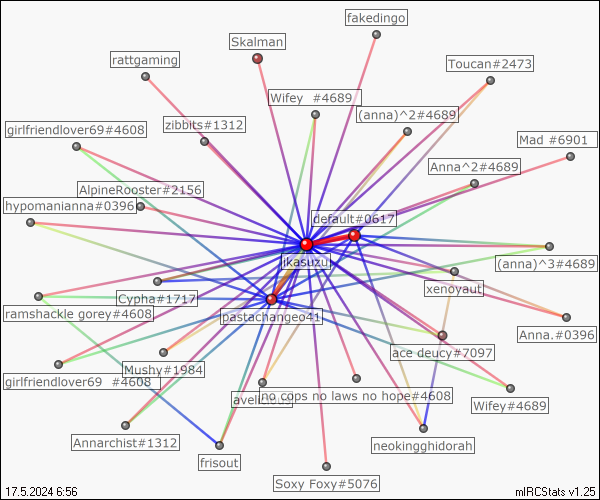 fakedingo
Skalman
rattgaming
Toucan#2473
Wifey  #4689
(anna)^2#4689
zibbits#1312
girlfriendlover69#4608
Mad #6901
Anna^2#4689
AlpineRooster#2156
hypomanianna#0396
default#0617
jkasuzu
(anna)^3#4689
xenoyaut
Cypha#1717
ramshackle gorey#4608
pastachangeo41
Anna.#0396
ace deucy#7097
Mushy#1984
girlfriendlover69  #4608
avelicious
no cops no laws no hope#4608
Wifey#4689
Annarchist#1312
neokingghidorah
frisout
Soxy Foxy#5076
17.5.2024 6:56
mIRCStats v1.25